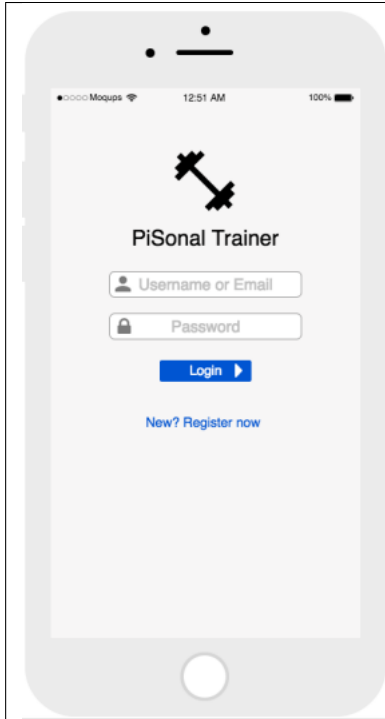 Moqups 12:51 AM 100%
PiSonal Trainer
Username or Email
Password
Login
New? Register now